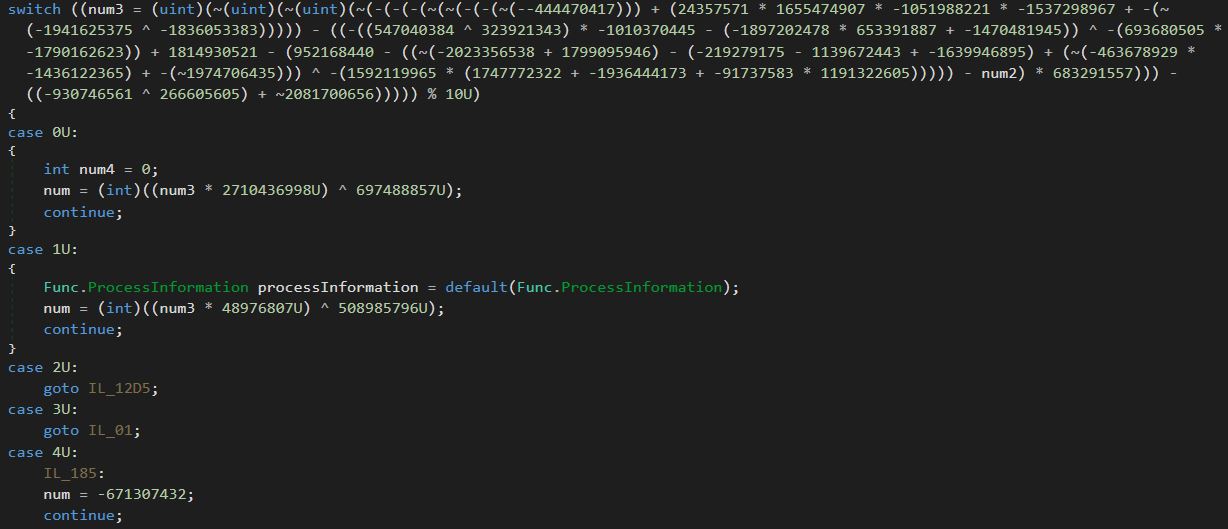 switch ((num3 = (uint)(~(uint)(~(uint)(~(-(-(-(~(~(-(-(~(--444470417))) + (24357571 * 1655474907 * -1051988221 * -1537298967 + -(~
(-1941625375 ^ -1836053383))))) - ((-((547040384 ^ 323921343) * -1010370445 - (-1897202478 * 653391887 + -1470481945)) ^ -(693680505 *
-1790162623)) + 1814930521 - (952168440 - ((~(-2023356538 + 1799095946) - (-219279175 - 1139672443 + -1639946895) + (~(-463678929 *
-1436122365) + -(~1974706435))) ^ -(1592119965 * (1747772322 + -1936444173 + -91737583 * 1191322605))))) - num2) * 683291557))) -
((-930746561 ^ 266605605) + ~2081700656))))) % 10U)
{
case 0U:
{
int num4 = 0;
num = (int)((num3 * 2710436998U) ^ 697488857U);
continue;
}
case 1U:
{
Func.ProcessInformation processInformation = default(Func.ProcessInformation);
num = (int)((num3 * 48976807U) ^ 508985796U);
continue;
}
case 2U:
goto IL_12D5;
case 3U:
goto IL_01;
case 4U:
IL_185:
num = -671307432;
continue;